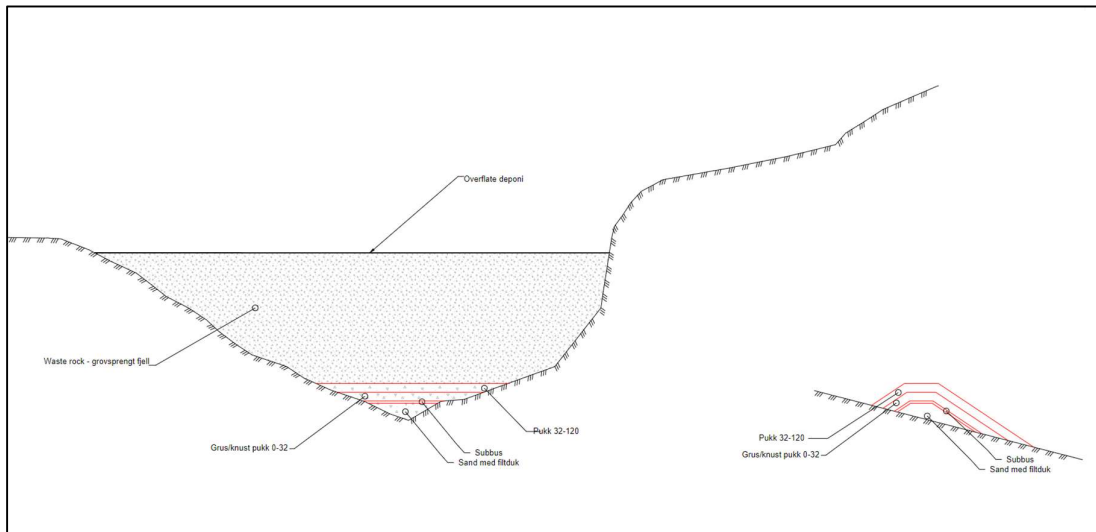 Overflate deponi
Waste rock - grovsprengt fjell
Grus/knust pukk 0-32
Subbus
Sand med filtduk
Pukk 32-120
Pukk 32-120
Grus/knust pukk 0-32
Subbus
Sand med filtduk